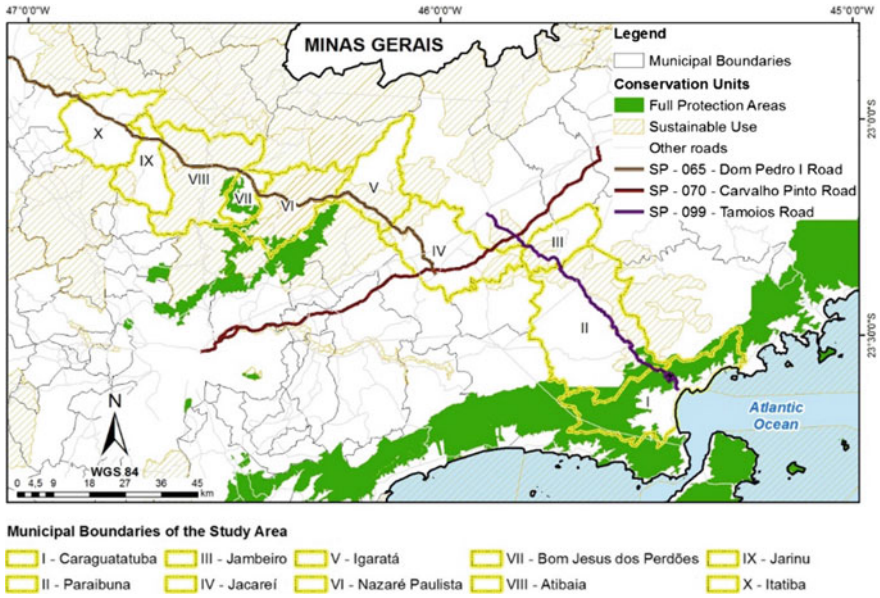 47°0'0"W 46°0'0"W 45°0'0"W
MINAS GERAIS
Legend
Municipal Boundaries
Conservation Units
Full Protection Areas
Sustainable Use
Other roads
SP - 065 - Dom Pedro I Road
SP - 070 - Carvalho Pinto Road
SP - 099 - Tamoios Road
23°0'0"S
X
IX
VIII
VII
VI
V
IV
III
II
I
23°30'0"S
Atlantic
Ocean
N
WGS 84
0 4,5 9 18 27 36 45
km
Municipal Boundaries of the Study Area
I - Caraguatatuba III - Jambeiro V - Igaratá VII - Bom Jesus dos Perdões IX - Jarinu
II - Paraibuna IV - Jacareí VI - Nazaré Paulista VIII - Atibaia X - Itatiba